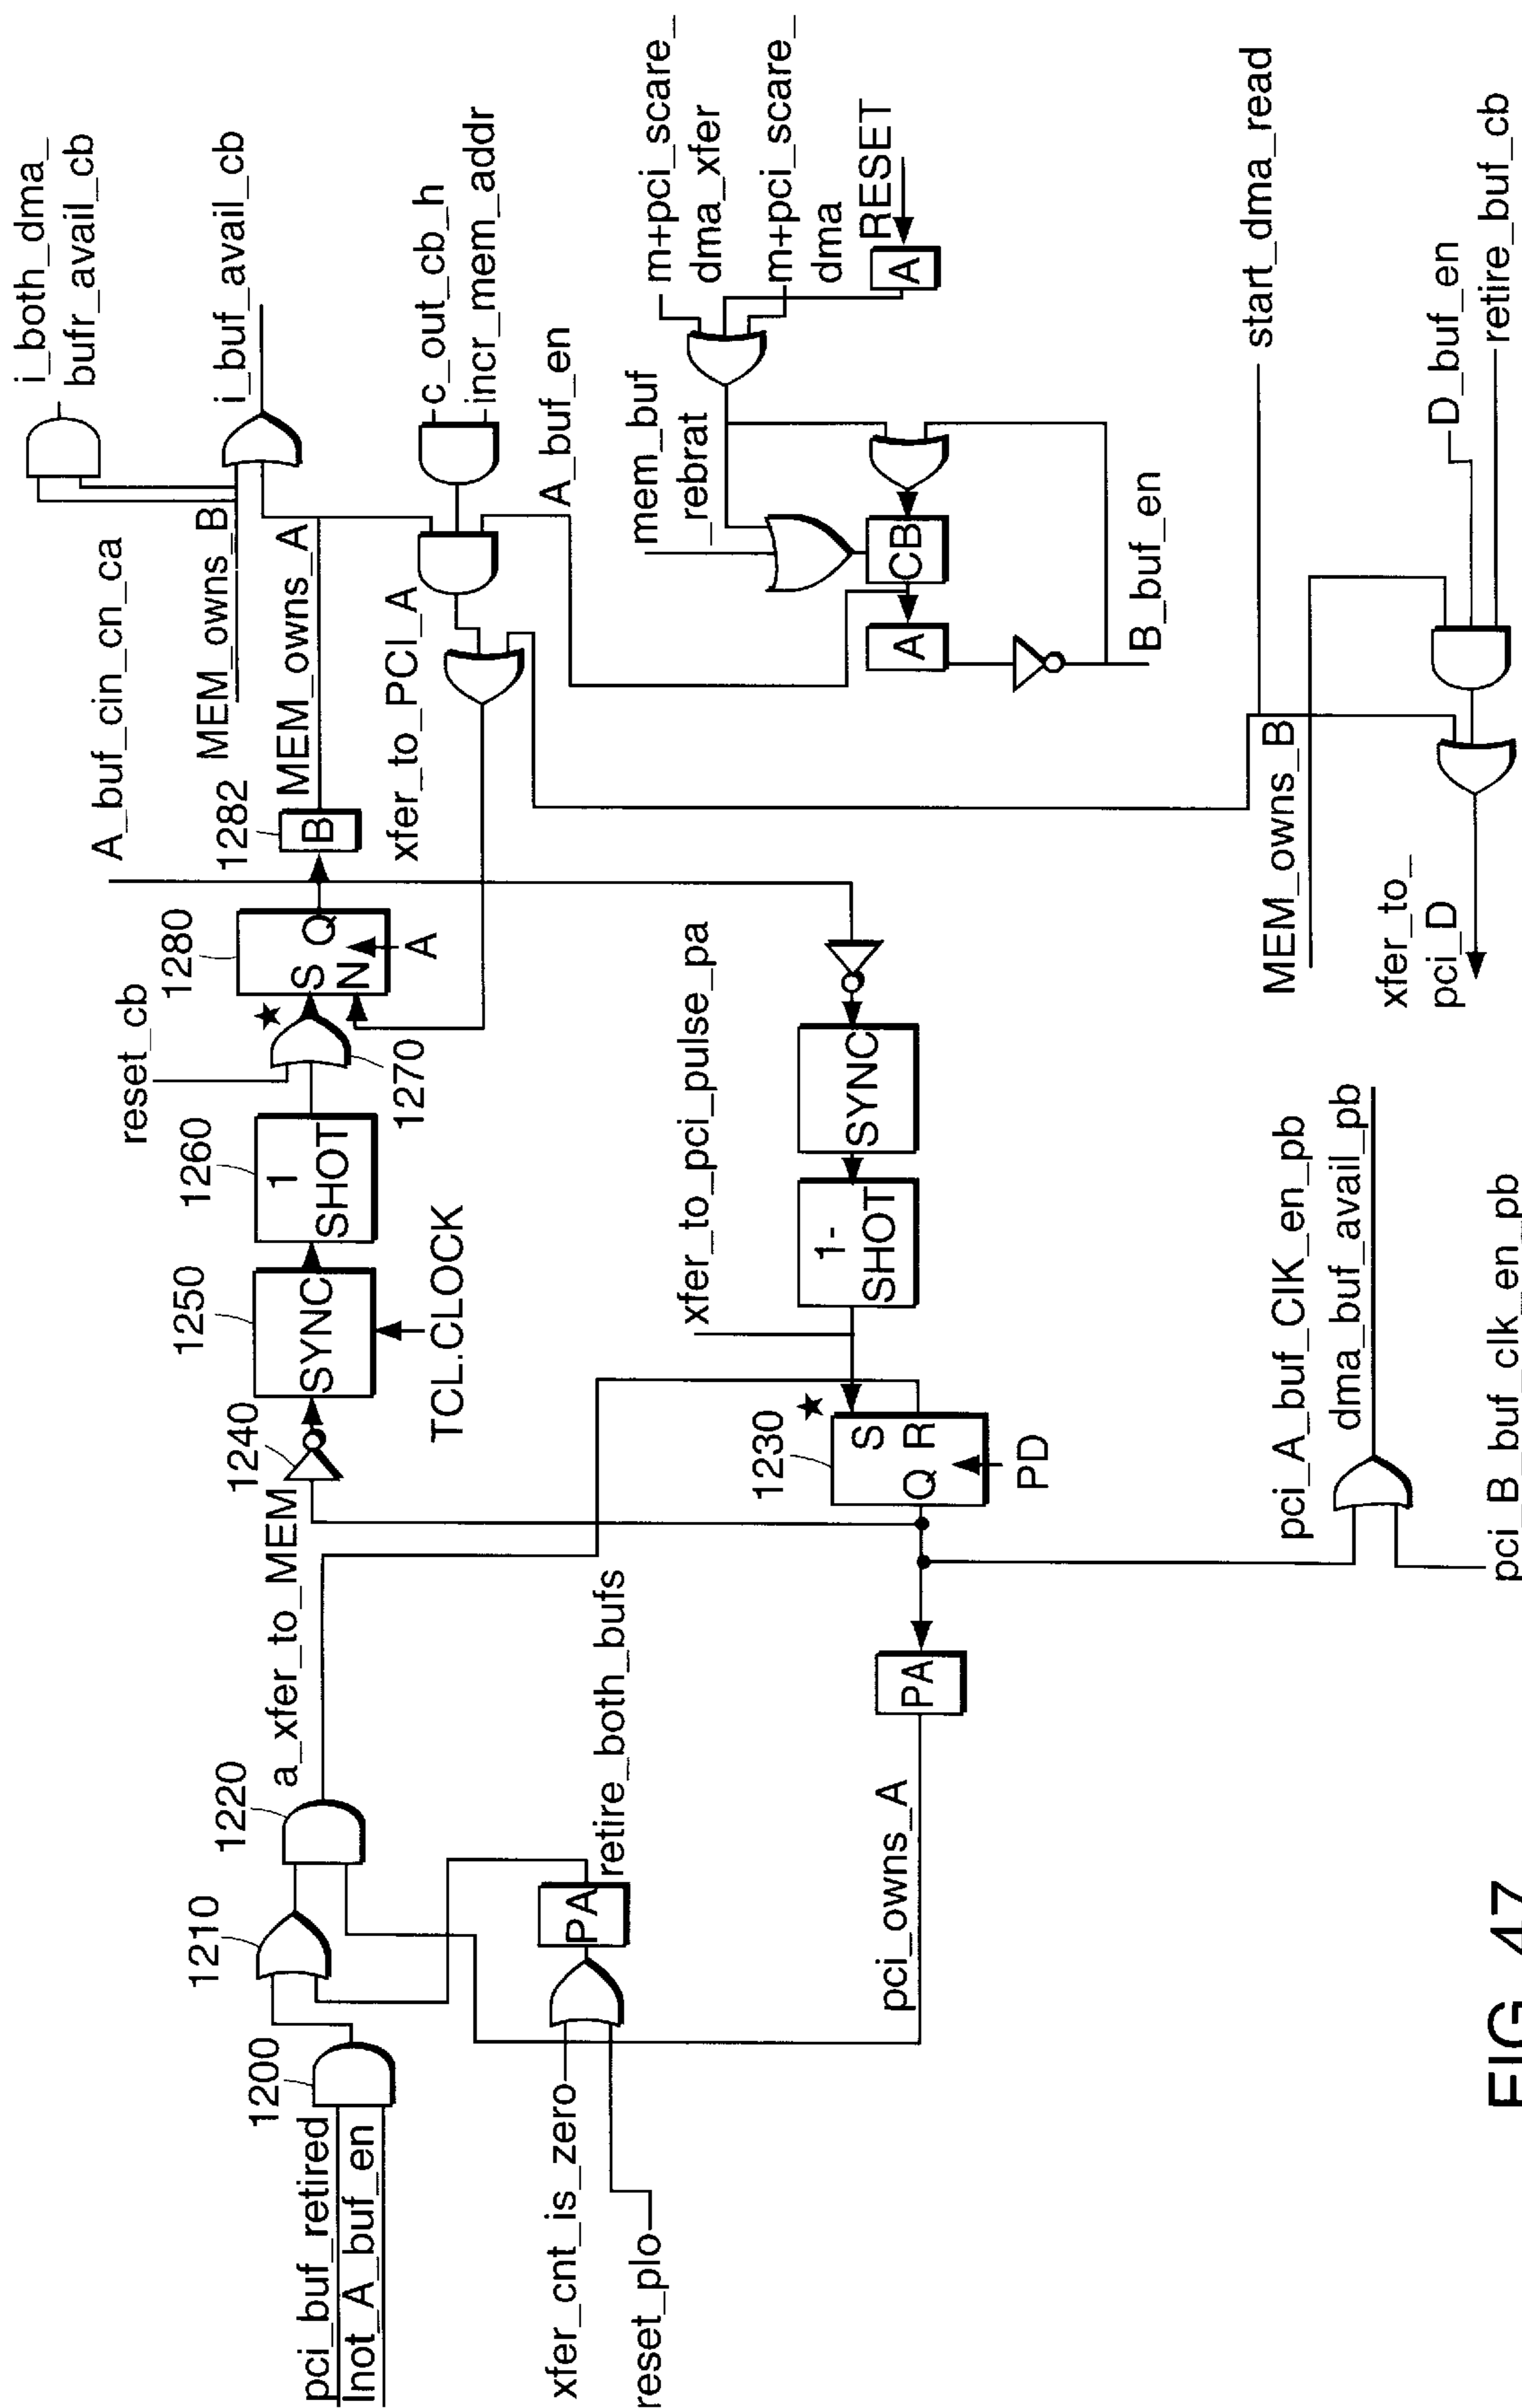 i_both_dma_
bufr_avail_cb
i_buf_avail_cb
c_out_cb_h
incr_mem_addr
A_buf_en
m+pci_scare_
dma_xfer
m+pci_scare_
dma
RESET
A
mem_buf
_rebrat
CB
A
B_buf_en
start_dma_read
D_buf_en
retire_buf_cb
A_buf_cin_cn_ca
MEM_owns_B
MEM_owns_A
xfer_to_PCI_A
1282
B
1280
S Q
N
A
reset_cb
1270
1260
1
SHOT
1250
SYNC
TCL.CLOCK
1240
a_xfer_to_MEM
1220
1210
1200
pci_buf_retired
Inot_A_buf_en
xfer_cnt_is_zero
reset_plo
PA
retire_both_bufs
pci_owns_A
PA
1230
S
Q R
PD
xfer_to_pci_pulse_pa
1-
SHOT
SYNC
MEM_owns_B
xfer_to_
pci_D
pci_A_buf_ClK_en_pb
dma_buf_avail_pb
pci_B_buf_clk_en_pb
FIG. 47